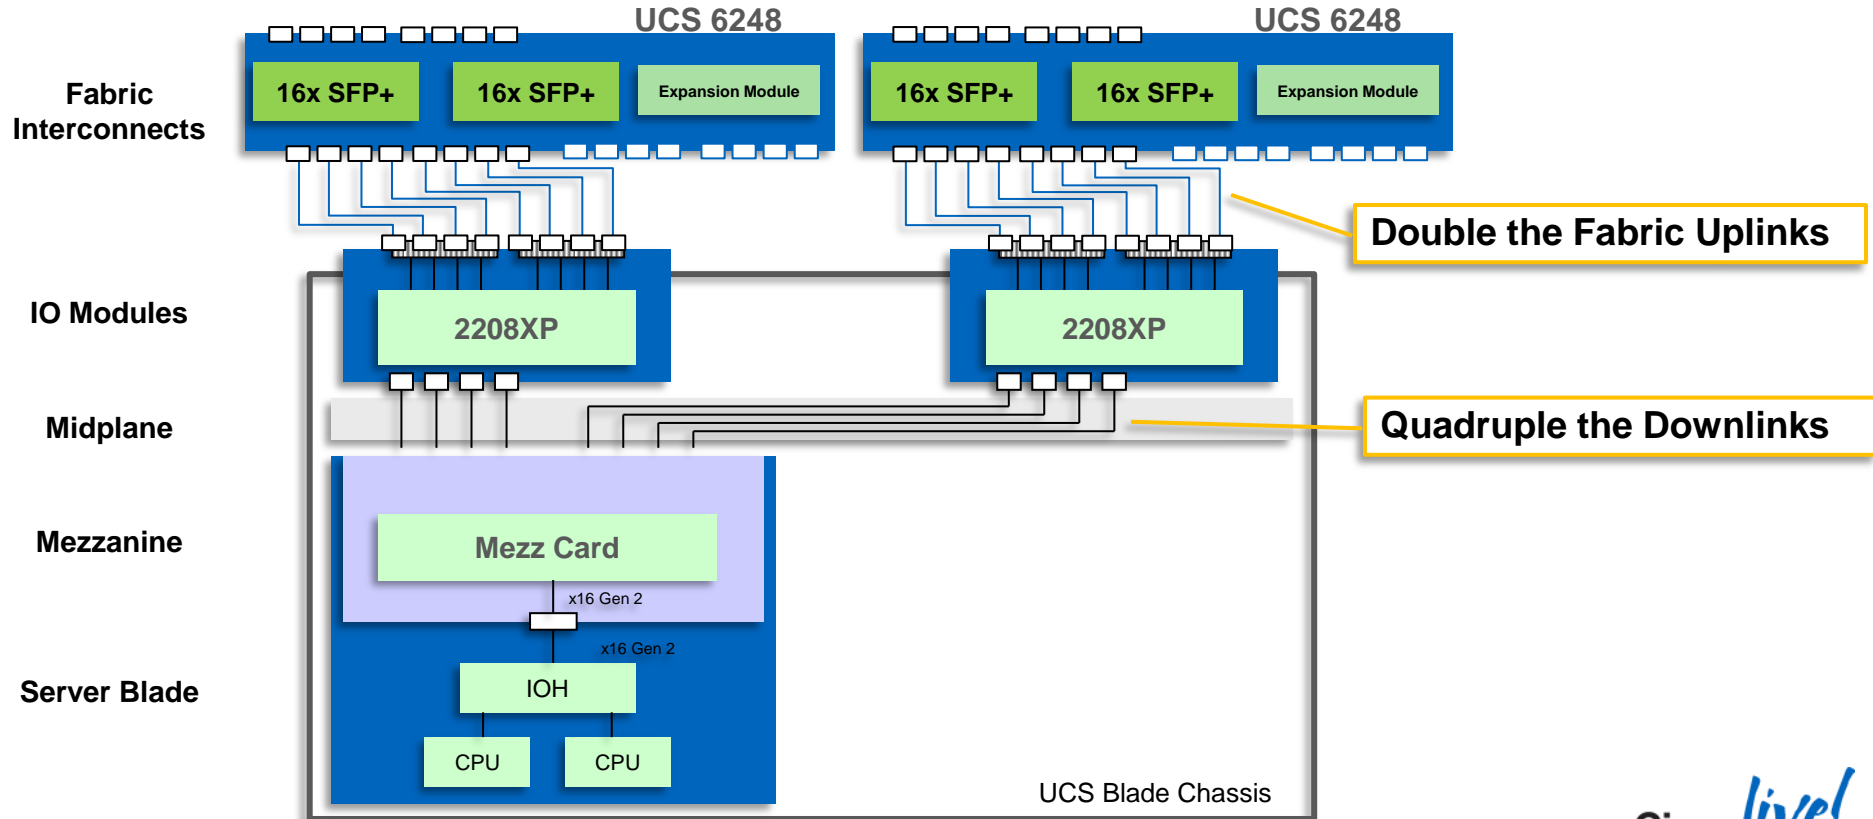 UCS 6248
UCS 6248
Fabric
Interconnects
16x SFP+
16x SFP+
Expansion Module
16x SFP+
16x SFP+
Expansion Module
Double the Fabric Uplinks
IO Modules
2208XP
2208XP
Midplane
Quadruple the Downlinks
Mezzanine
Mezz Card
x16 Gen 2
x16 Gen 2
Server Blade
IOH
CPU
CPU
UCS Blade Chassis
live!